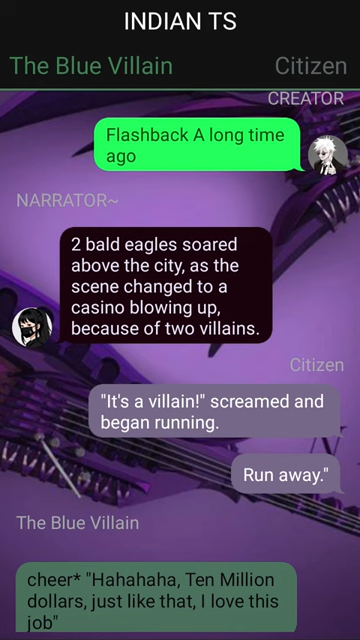 INDIAN TS
The Blue Villain
Citizen
CREATOR
Flashback A long time
ago
NARRATOR~
2 bald eagles soared
above the city, as the
scene changed to a
casino blowing up,
because of two villains.
Citizen
"It's a villain!" screamed and
began running.
Run away."
The Blue Villain
cheer* "Hahahaha, Ten Million
dollars, just like that, I love this
job"